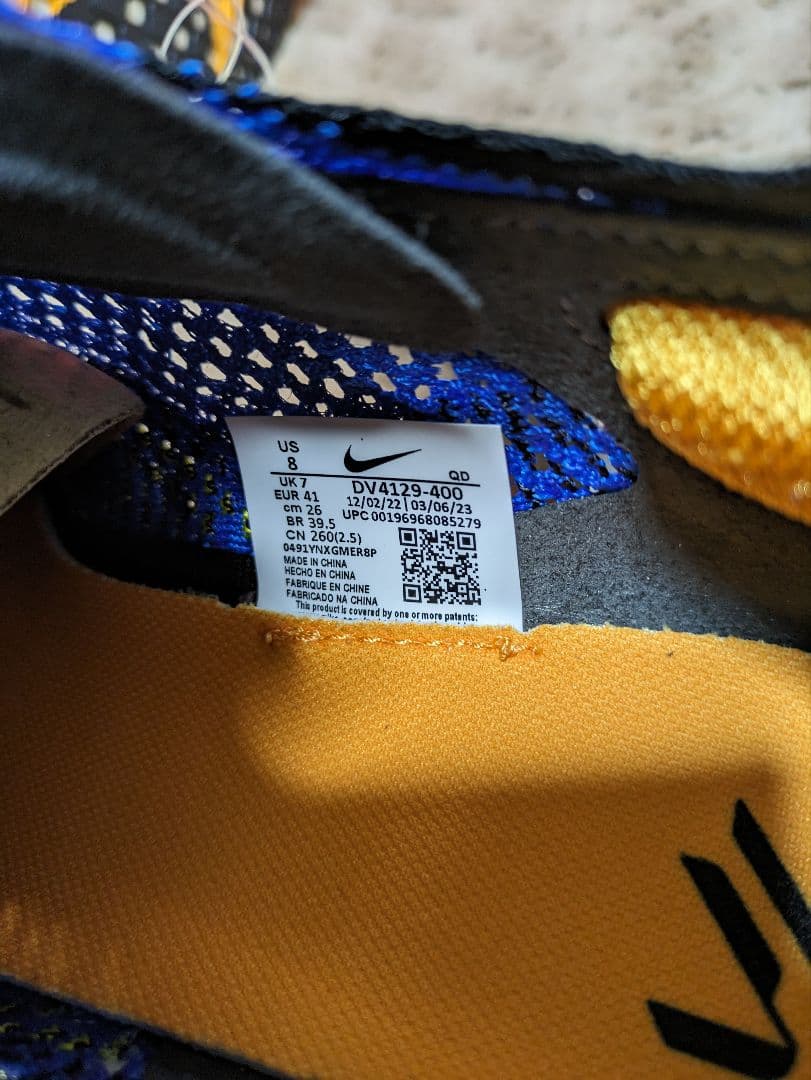 US
8
QD
UK 7
DV4129-400
EUR 41
12/02/22 | 03/06/23
cm 26
UPC 00196968085279
BR 39.5
CN 260(2.5)
0491YNXGMER8P
MADE IN CHINA
HECHO EN CHINA
FABRIQUE EN CHINE
FABRICADO NA CHINA
This product is covered by one or more patents: